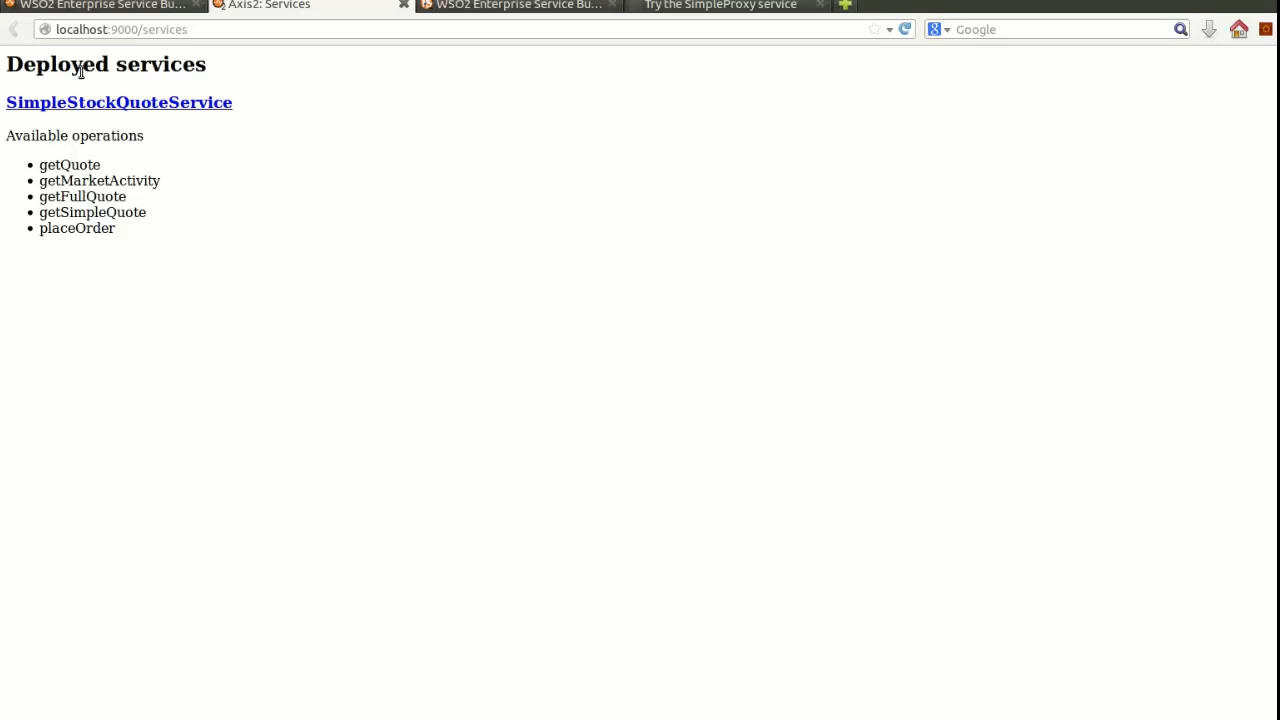 WSO2 Enterprise Service Bu...
Axis2: Services
WSO2 Enterprise Service Bu...
Try the SimpleProxy service
localhost:9000/services
Google
Deployed services
SimpleStockQuoteService
Available operations
getQuote
getMarketActivity
getFullQuote
getSimpleQuote
placeOrder